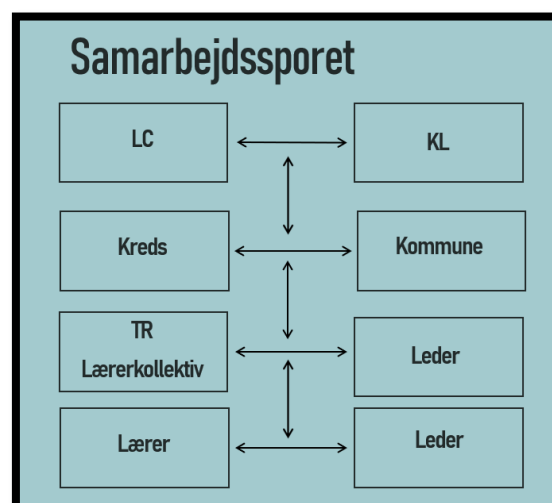 Samarbejdssporet
LC
KL
Kreds
Kommune
TR
Lærerkollektiv
Leder
Lærer
Leder